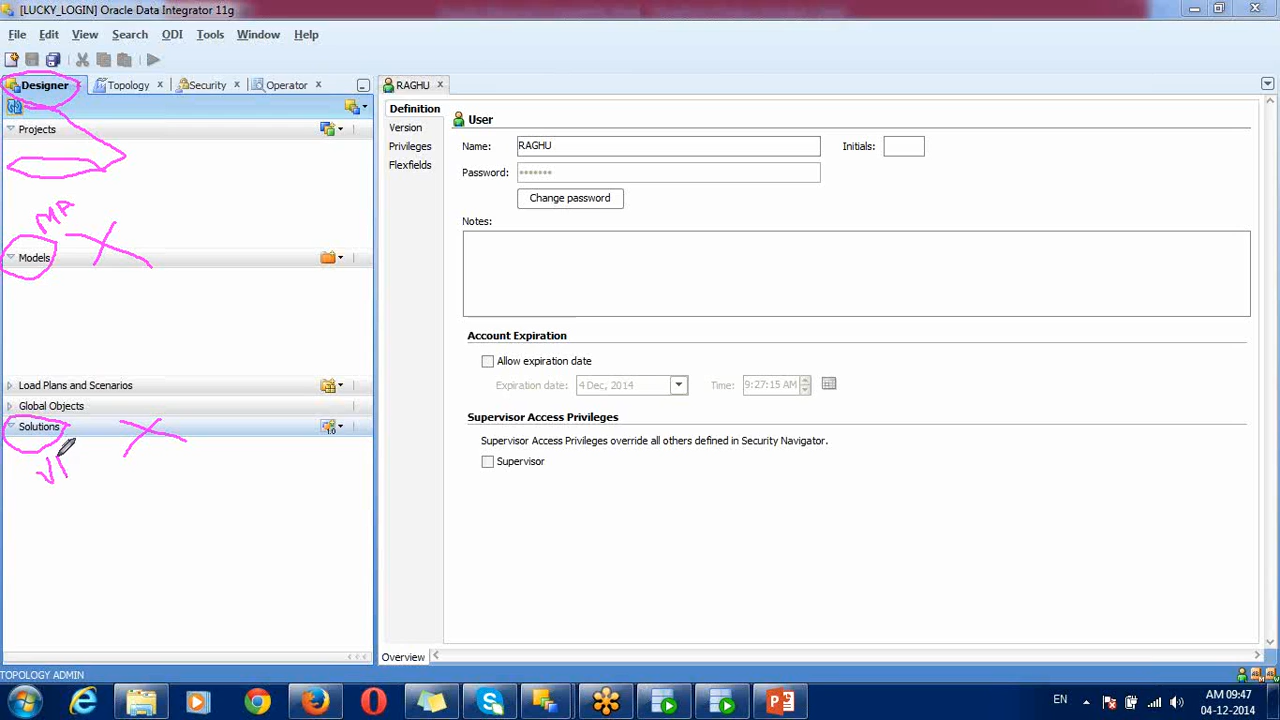 [LUCKY_LOGIN] Oracle Data Integrator 11g
File Edit View Search ODI Tools Window Help
Designer Topology Security Operator
Projects
MA
Models
Load Plans and Scenarios
Global Objects
Solutions
RAGHU
Definition
Version
Privileges
Flexfields
User
Name: RAGHU Initials:
Password: •••••••
Change password
Notes:
Account Expiration
Allow expiration date
Expiration date: 4 Dec, 2014 Time: 9:27:15 AM
Supervisor Access Privileges
Supervisor Access Privileges override all others defined in Security Navigator.
Supervisor
Overview
TOPOLOGY ADMIN
EN
AM 09:47
04-12-2014